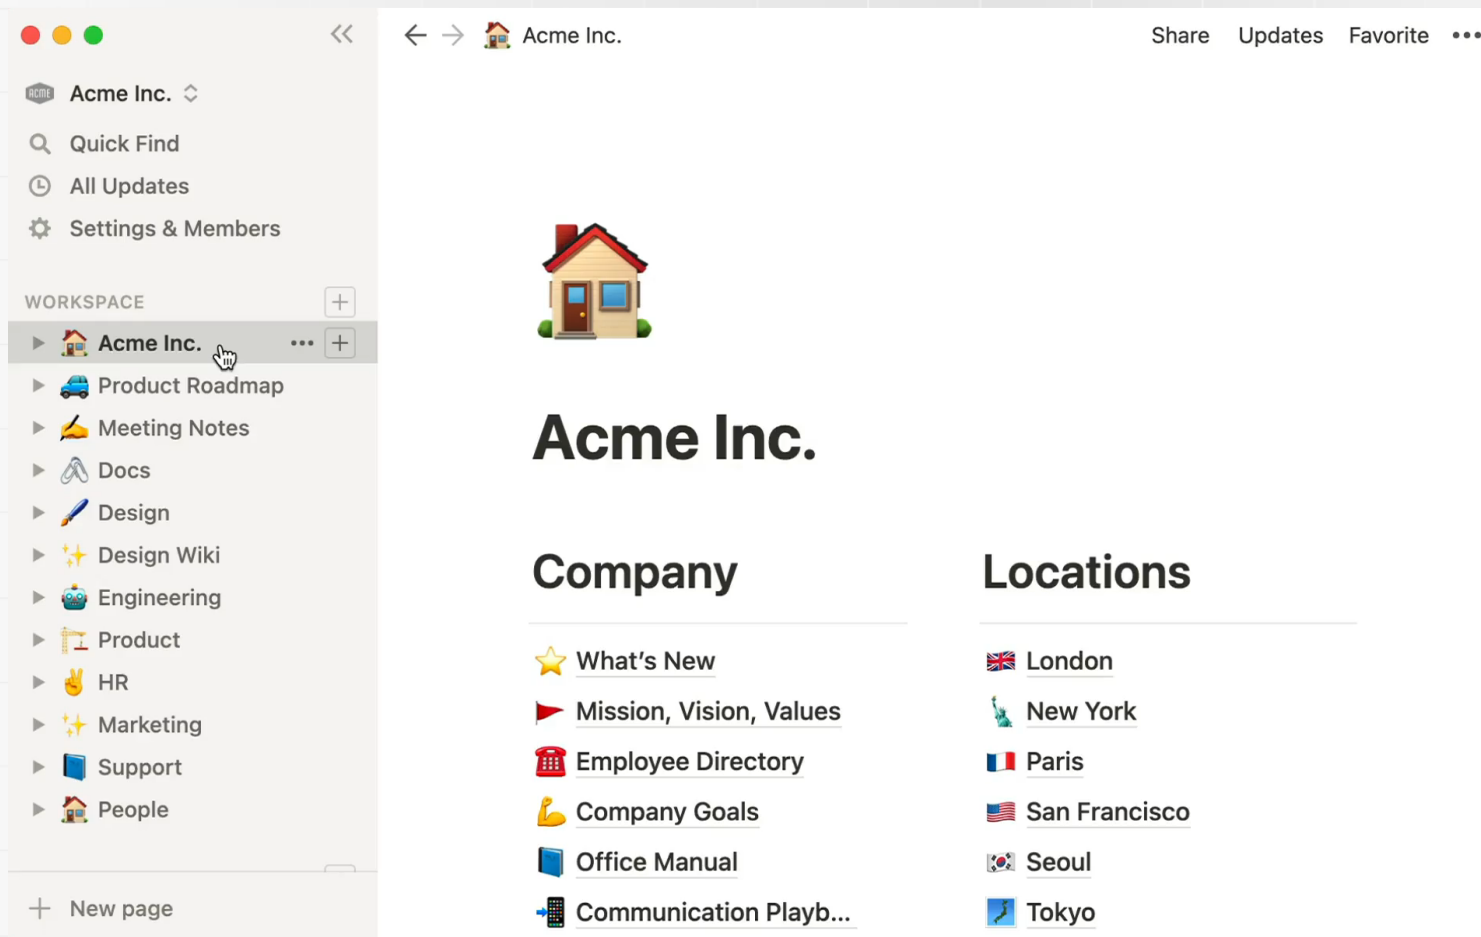 Acme Inc.
Share
Updates
Favorite
ACME
Acme Inc.
Quick Find
All Updates
Settings & Members
WORKSPACE
Acme Inc.
Product Roadmap
Meeting Notes
Docs
Design
Design Wiki
Engineering
Product
HR
Marketing
Support
People
New page
Acme Inc.
Company
What’s New
Mission, Vision, Values
Employee Directory
Company Goals
Office Manual
Communication Playb...
Locations
London
New York
Paris
San Francisco
Seoul
Tokyo